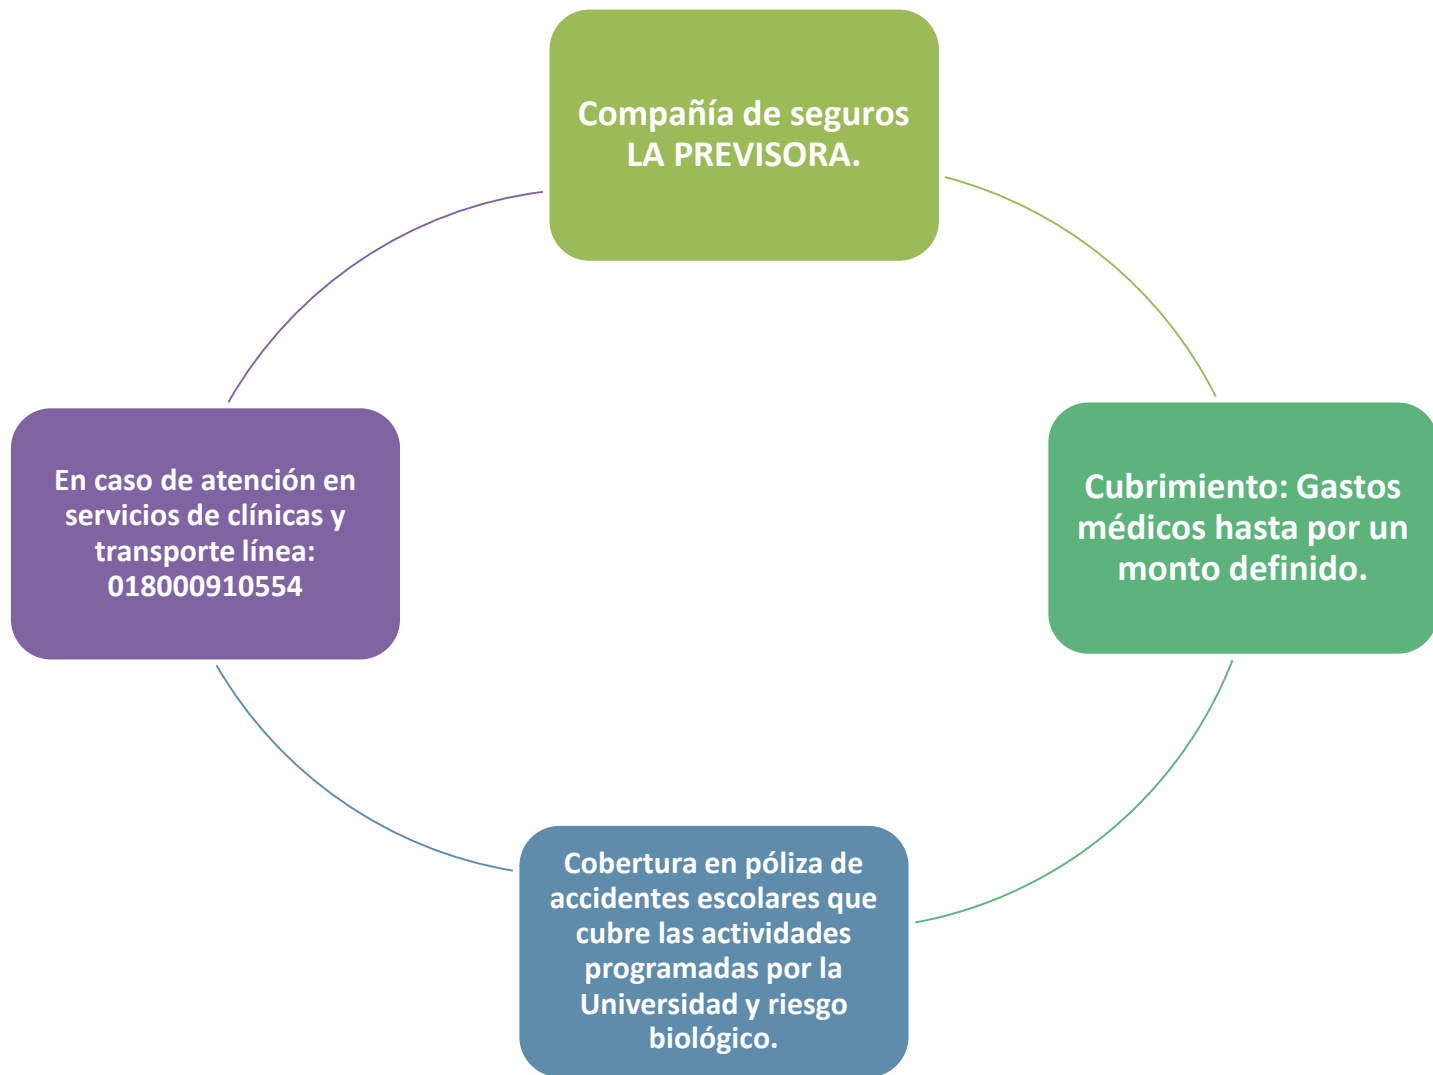 Compañía de seguros
LA PREVISORA.
Cubrimiento: Gastos
médicos hasta por un
monto definido.
Cobertura en póliza de
accidentes escolares que
cubre las actividades
programadas por la
Universidad y riesgo
biológico.
En caso de atención en
servicios de clínicas y
transporte línea:
018000910554